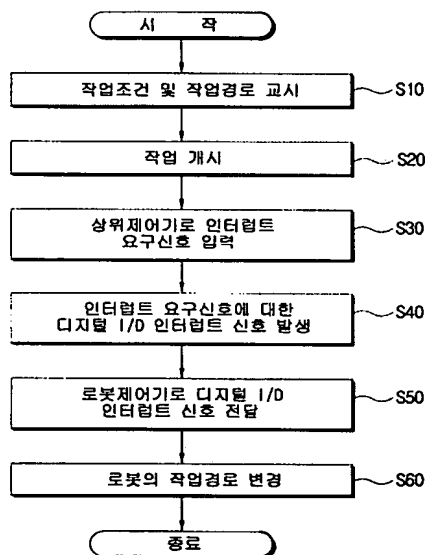 시 작
작업조건 및 작업경로 교시
S10
작업 개시
S20
상위제어기로 인터럽트
요구신호 입력
S30
인터럽트 요구신호에 대한
디지털 I/D 인터럽트 신호 발생
S40
로봇제어기로 디지털 I/D
인터럽트 신호 전달
S50
로봇의 작업경로 변경
S60
종료